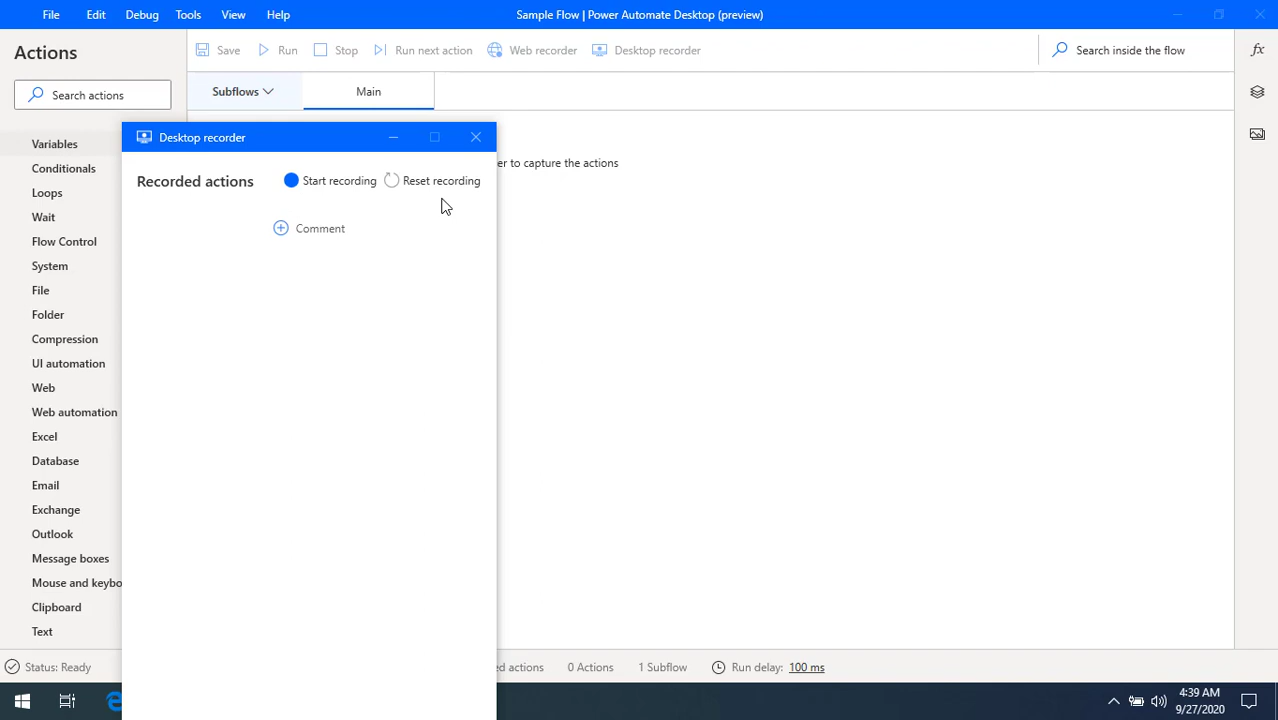 File Edit Debug Tools View Help
Sample Flow | Power Automate Desktop (preview)
Actions
Save Run Stop Run next action Web recorder Desktop recorder
Search inside the flow
fx
Search actions
Subflows Main
Desktop recorder
Recorded actions Start recording Reset recording
Comment
er to capture the actions
Variables
Conditionals
Loops
Wait
Flow Control
System
File
Folder
Compression
UI automation
Web
Web automation
Excel
Database
Email
Exchange
Outlook
Message boxes
Mouse and keybo
Clipboard
Text
Status: Ready
ed actions 0 Actions 1 Subflow Run delay: 100 ms
4:39 AM
9/27/2020